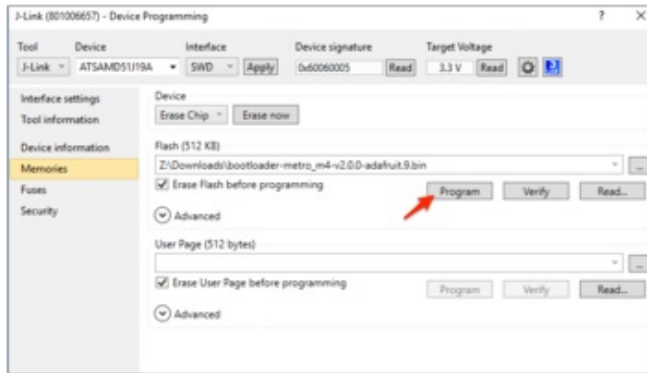 J-Link (801006657) - Device Programming
Tool Device Interface Device signature Target Voltage
J-Link ATSAMD51J19A SWD Apply 0x60060005 Read 3.3 V Read
Interface settings
Tool information
Device information
Memories
Fuses
Security
Device
Erase Chip Erase now
Flash (512 KB)
Z:\Downloads\bootloader-metro_m4-v2.0.0-adafruit.9.bin ...
Erase Flash before programming
Program Verify Read...
Advanced
User Page (512 bytes)
...
Erase User Page before programming
Program Verify Read...
Advanced